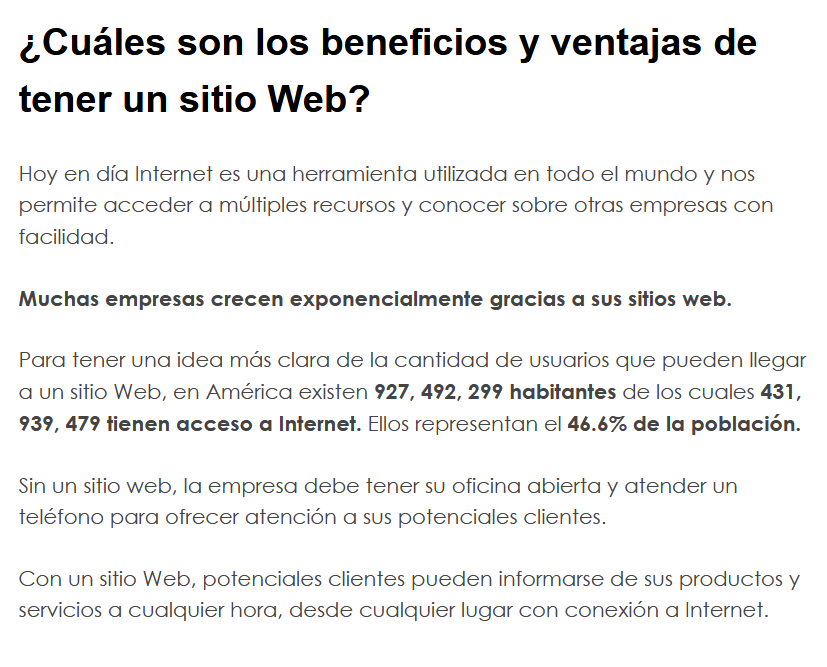 ¿Cuáles son los beneficios y ventajas de
tener un sitio Web?
Hoy en día Internet es una herramienta utilizada en todo el mundo y nos
permite acceder a múltiples recursos y conocer sobre otras empresas con
facilidad.
Muchas empresas crecen exponencialmente gracias a sus sitios web.
Para tener una idea más clara de la cantidad de usuarios que pueden llegar
a un sitio Web, en América existen 927, 492, 299 habitantes de los cuales 431,
939, 479 tienen acceso a Internet. Ellos representan el 46.6% de la población.
Sin un sitio web, la empresa debe tener su oficina abierta y atender un
teléfono para ofrecer atención a sus potenciales clientes.
Con un sitio Web, potenciales clientes pueden informarse de sus productos y
servicios a cualquier hora, desde cualquier lugar con conexión a Internet.